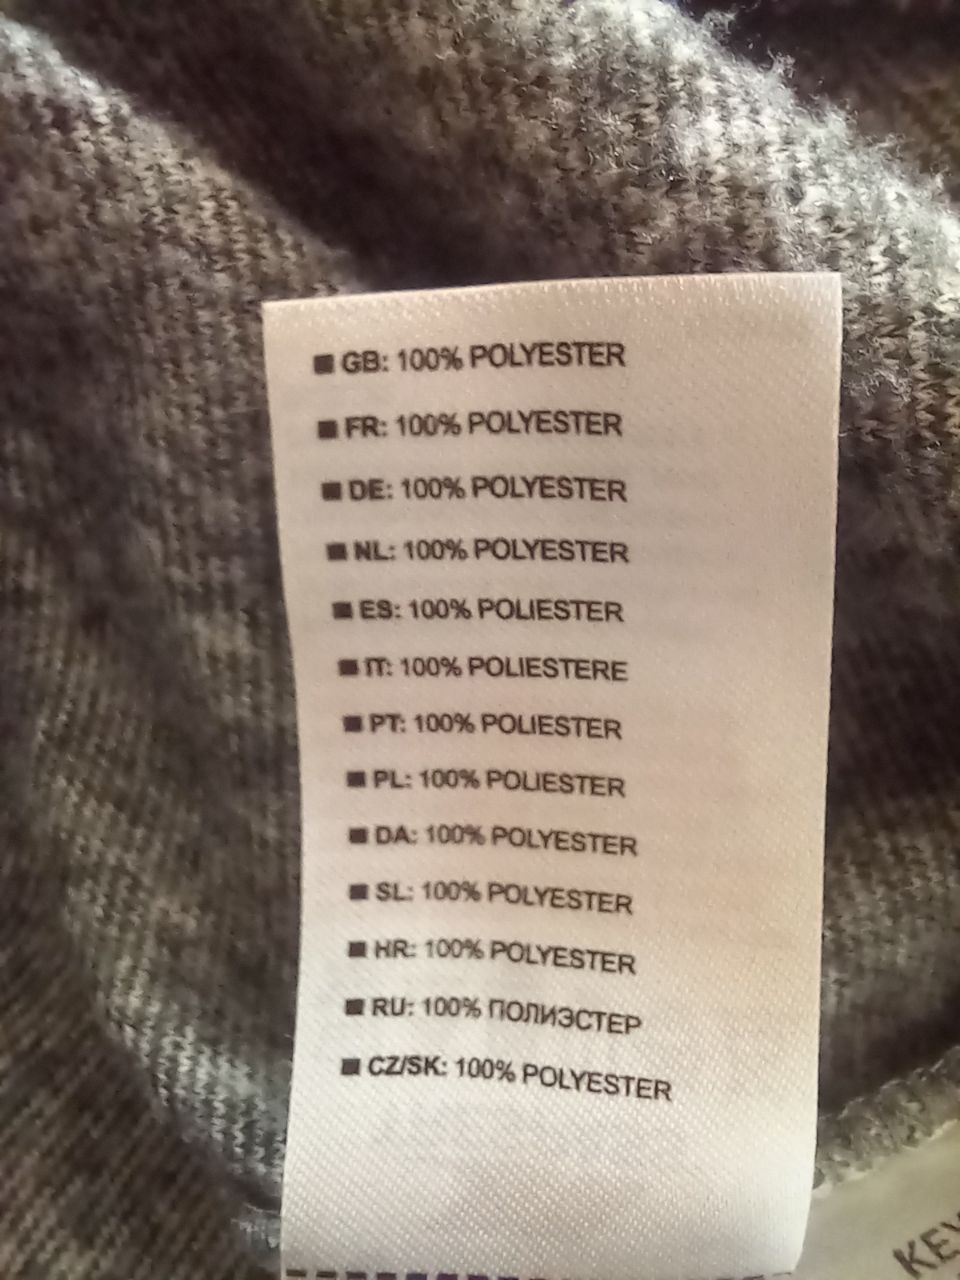 ■ GB: 100% POLYESTER
■ FR: 100% POLYESTER
■ DE: 100% POLYESTER
■ NL: 100% POLYESTER
■ ES: 100% POLIESTER
■ IT: 100% POLIESTERE
■ PT: 100% POLIESTER
■ PL: 100% POLIESTER
■ DA: 100% POLYESTER
■ SL: 100% POLYESTER
■ HR: 100% POLYESTER
■ RU: 100% ПОЛИЭСТЕР
■ CZ/SK: 100% POLYESTER